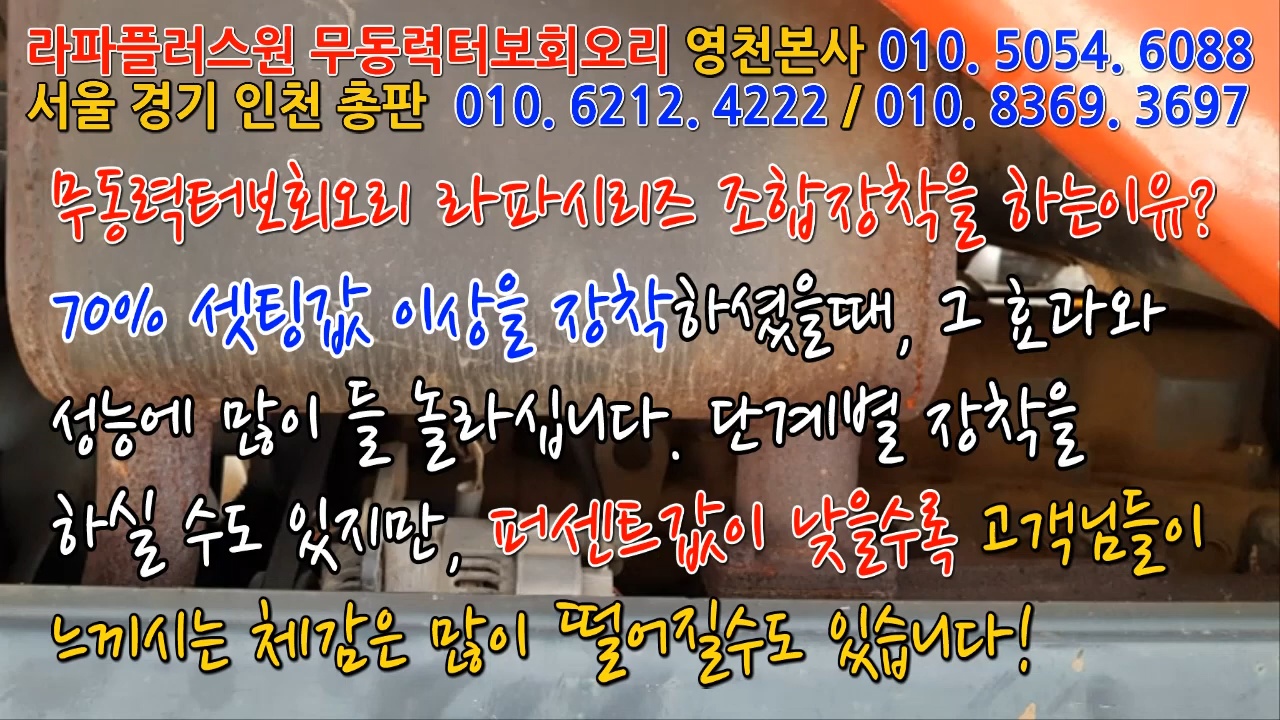 라파플러스원 무동력터보회오리 영천본사 010. 5054. 6088
서울 경기 인천 총판 010. 6212. 4222 / 010. 8369. 3697
무동력터보회오리 라파시리즈 조합장착을 하는이유?
70% 셋팅값 이상을 장착하셨을때, 그 효과와
성능에 많이 들 놀라십니다. 단계별 장착을
하실 수도 있지만, 퍼센트값이 낮을수록 고객님들이
느끼시는 체감은 많이 떨어질수도 있습니다!